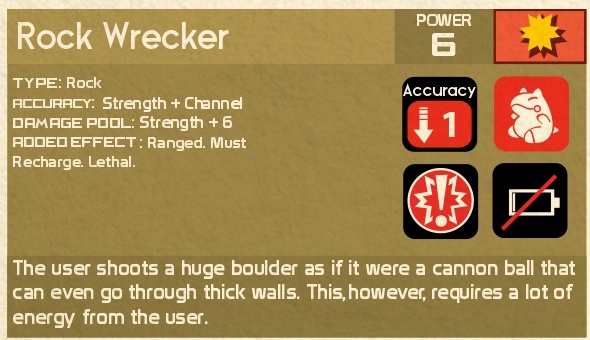 Rock Wrecker
POWER
6
TYPE: Rock
ACCURACY: Strength + Channel
DAMAGE POOL: Strength + 6
ADDED EFFECT: Ranged. Must
Recharge. Lethal.
Accuracy
1
The user shoots a huge boulder as if it were a cannon ball that
can even go through thick walls. This,however, requires a lot of
energy from the user.